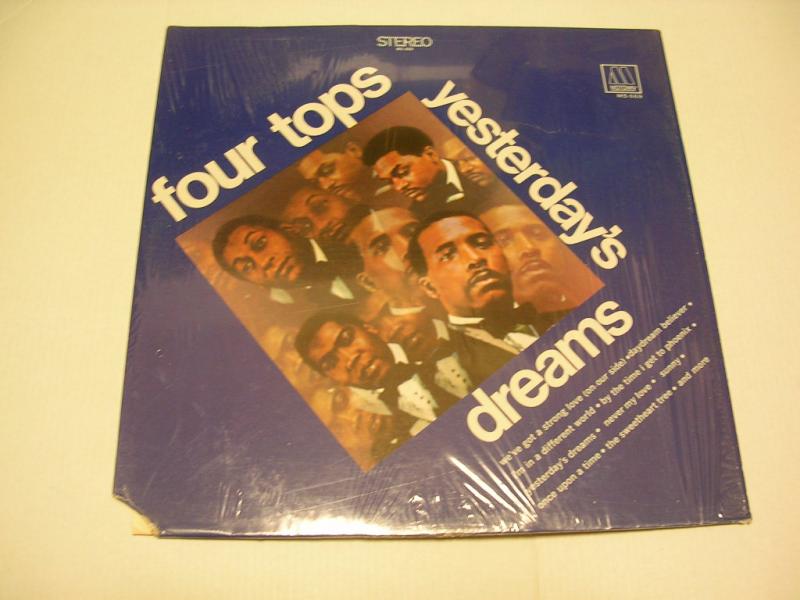 STEREO
MOTOWN
four tops
yesterday's
dreams
we've got a strong love (on our side) • daydream believer •
i'm in a different world • by the time i get to phoenix •
yesterday's dreams • never my love • sunny •
once upon a time • the sweetheart tree • and more